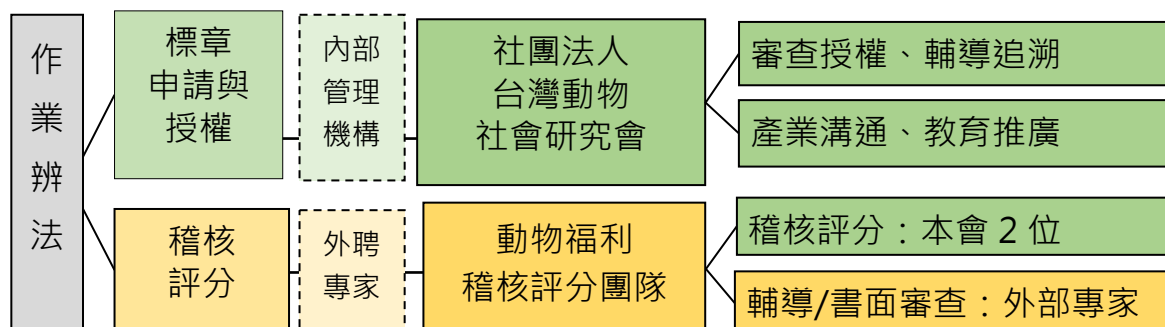 作
業
辨
法
標章
申請與
授權
內部
管理
機構
社團法人
台灣動物
社會研究會
審查授權、輔導追溯
產業溝通、教育推廣
稽核
評分
外聘
專家
動物福利
稽核評分團隊
稽核評分：本會 2 位
輔導/書面審查：外部專家